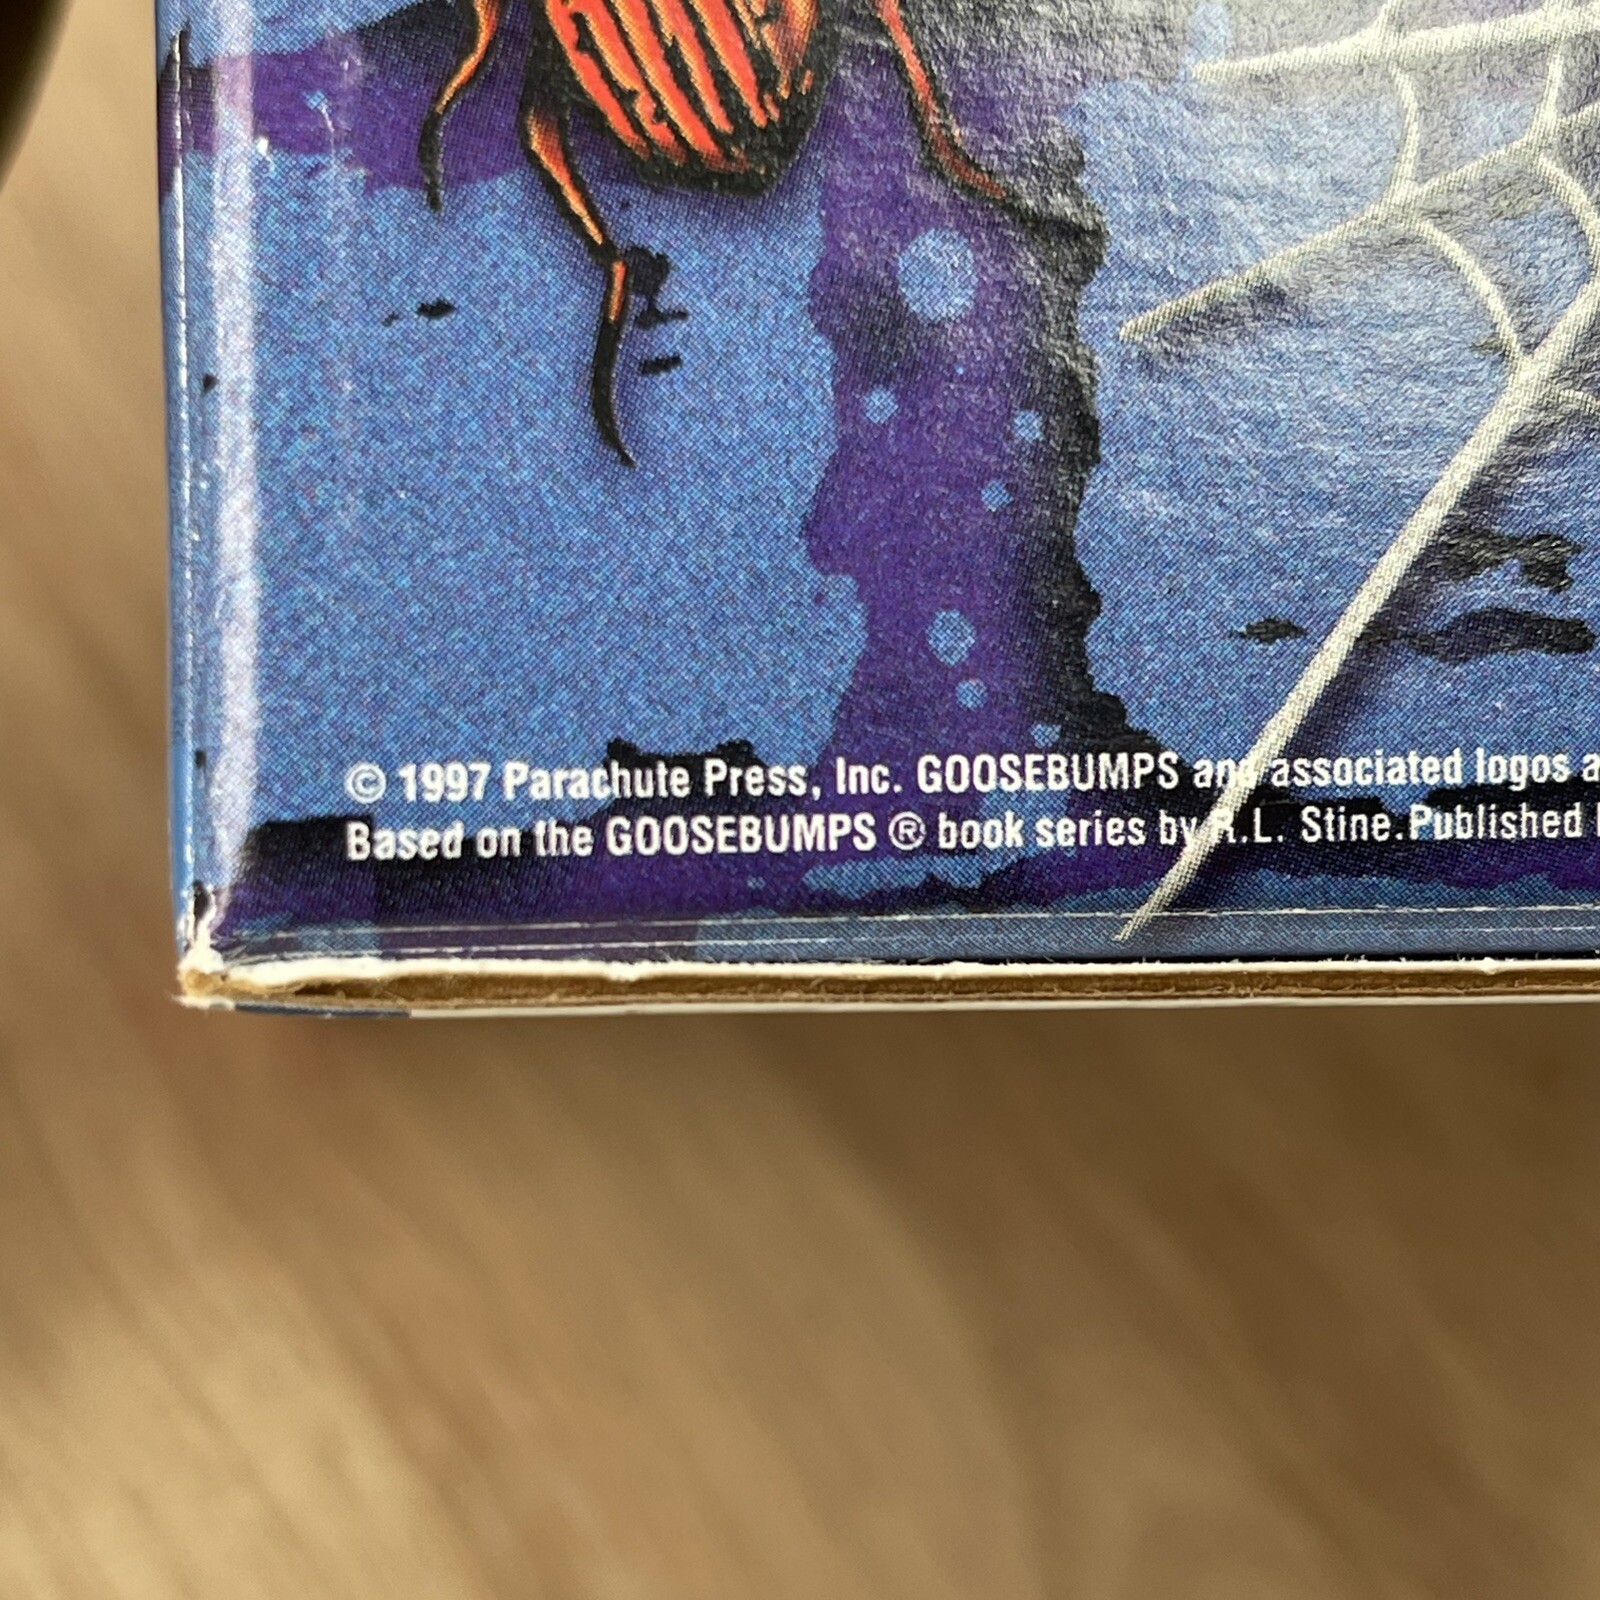 © 1997 Parachute Press, Inc. GOOSEBUMPS and associated logos a
Based on the GOOSEBUMPS ® book series by R.L. Stine.Published